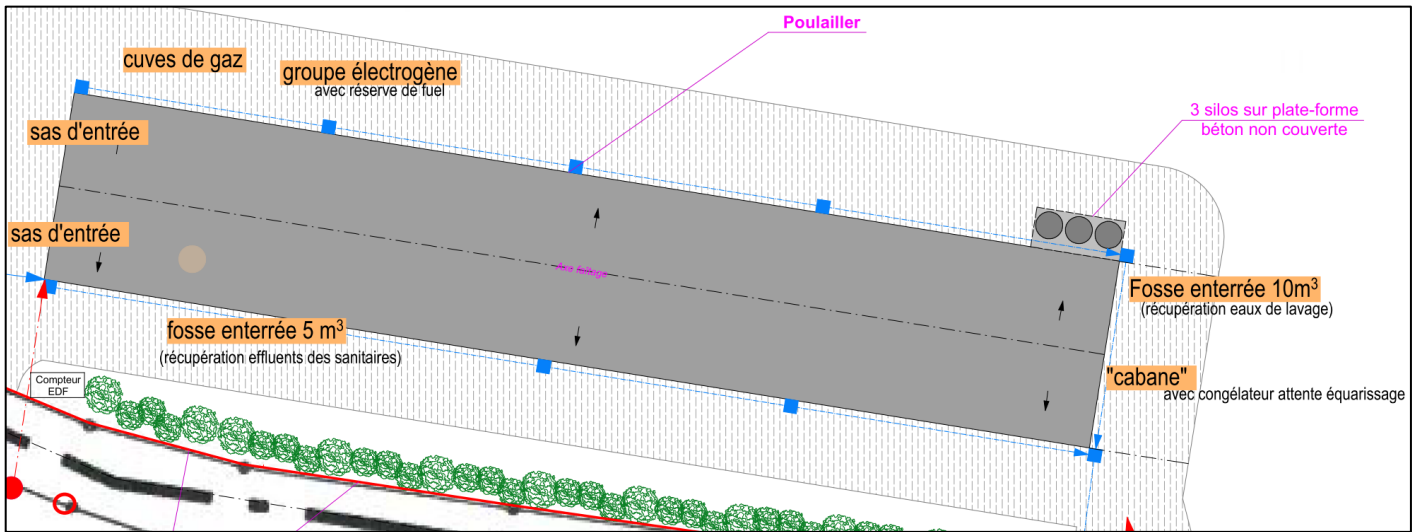 Poulailler
cuves de gaz
groupe électrogène
avec réserve de fuel
3 silos sur plate-forme
béton non couverte
sas d'entrée
sas d'entrée
Axe faîtage
Fosse enterrée 10m³
(récupération eaux de lavage)
fosse enterrée 5 m³
(récupération effluents des sanitaires)
Compteur
EDF
"cabane"
avec congélateur attente équarissage